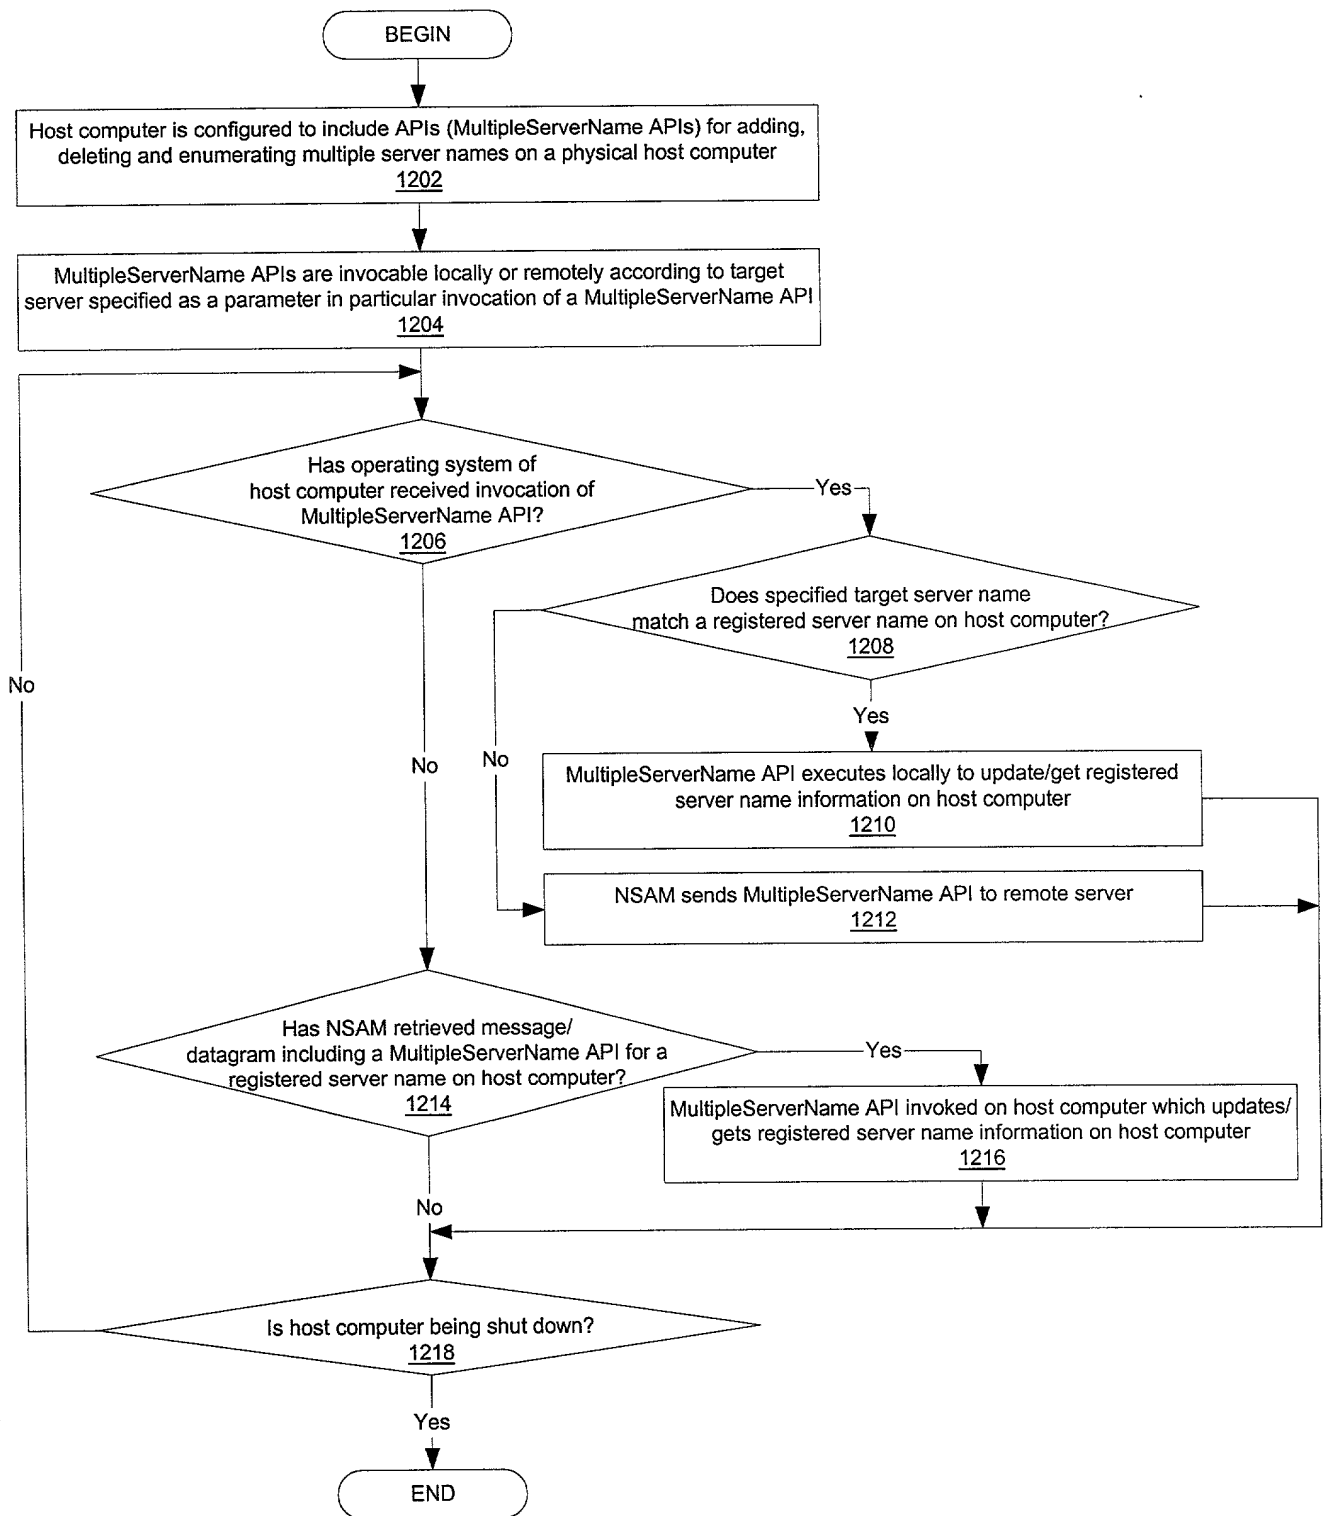 BEGIN
Host computer is configured to include APIs (MultipleServerName APIs) for adding,
deleting and enumerating multiple server names on a physical host computer
1202
MultipleServerName APIs are invocable locally or remotely according to target
server specified as a parameter in particular invocation of a MultipleServerName API
1204
Has operating system of
host computer received invocation of
MultipleServerName API?
1206
Yes
Does specified target server name
match a registered server name on host computer?
1208
No
Yes
No
No
MultipleServerName API executes locally to update/get registered
server name information on host computer
1210
NSAM sends MultipleServerName API to remote server
1212
Has NSAM retrieved message/
datagram including a MultipleServerName API for a
registered server name on host computer?
1214
Yes
MultipleServerName API invoked on host computer which updates/
gets registered server name information on host computer
1216
No
Is host computer being shut down?
1218
Yes
END